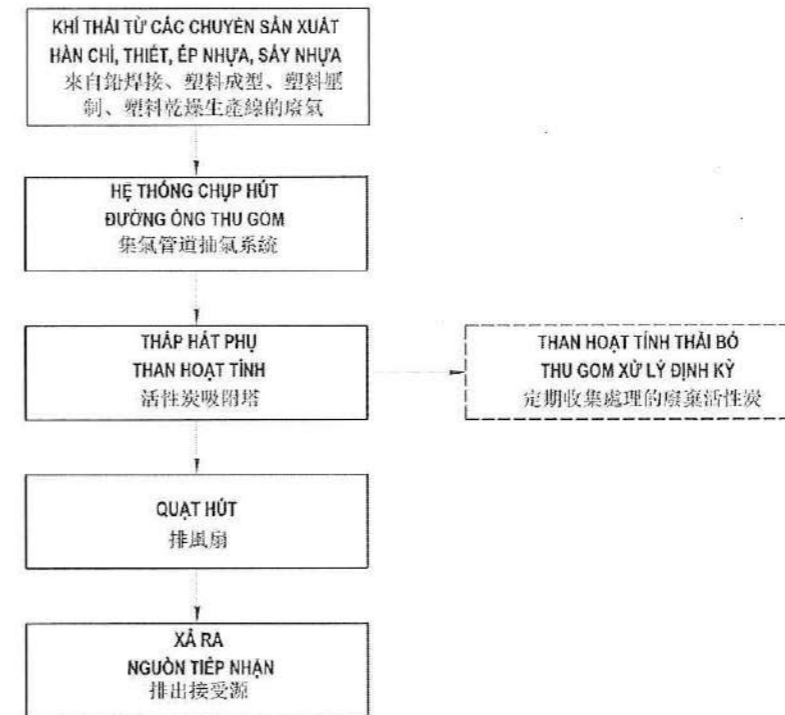 KHÍ THẢI TỪ CÁC CHUYỀN SẢN XUẤT
HÀN CHÌ, THIẾT, ÉP NHỰA, SẤY NHỰA
來自鉛焊接、塑料成型、塑料壓
制、塑料乾燥生産線的廢氣
HỆ THỐNG CHỤP HÚT
ĐƯỜNG ỐNG THU GOM
集氣管道抽氣系統
THÁP HẤT PHỤ
THAN HOẠT TÍNH
活性炭吸附塔
THAN HOẠT TÍNH THẢI BỎ
THU GOM XỬ LÝ ĐỊNH KỲ
定期收集處理的廢棄活性炭
QUẠT HÚT
排風扇
XẢ RA
NGUỒN TIẾP NHẬN
排出接受源